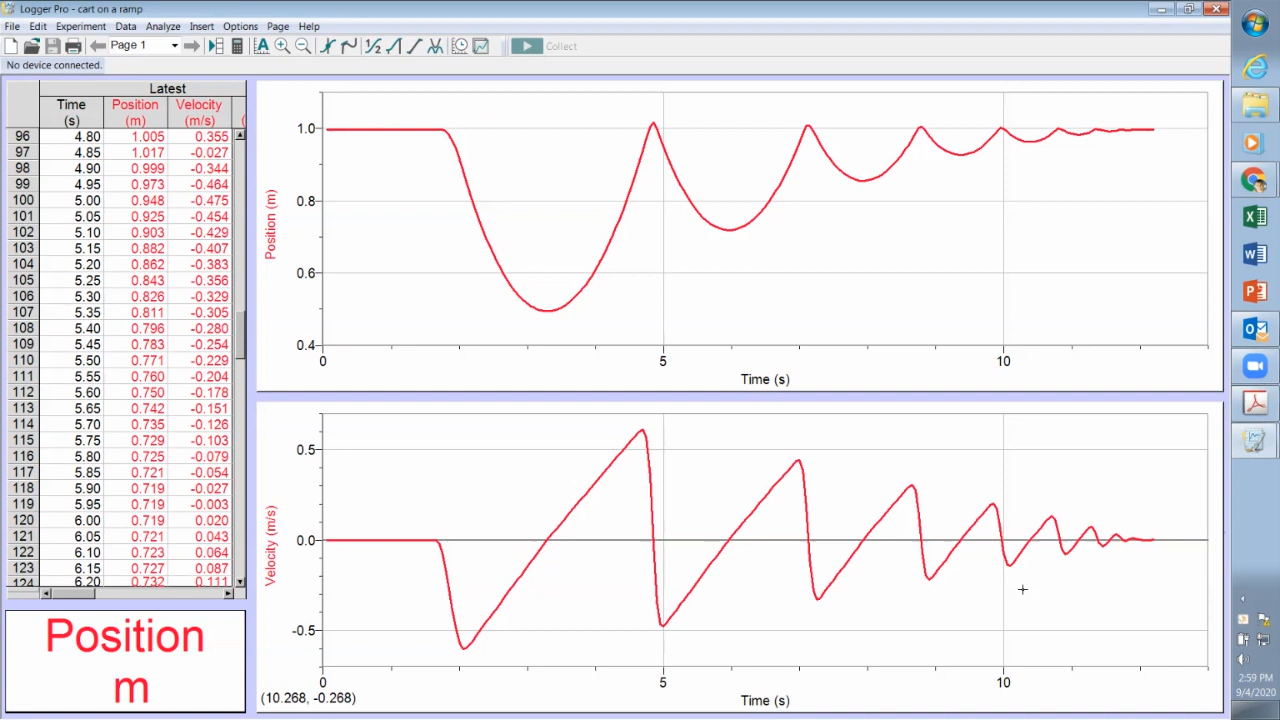 Logger Pro - cart on a ramp
File Edit Experiment Data Analyze Insert Options Page Help
Page 1 Collect
No device connected.
Latest
Time Position Velocity
(s) (m) (m/s)
96 4.80 1.005 0.355
97 4.85 1.017 -0.027
98 4.90 0.999 -0.344
99 4.95 0.973 -0.464
100 5.00 0.948 -0.475
101 5.05 0.925 -0.454
102 5.10 0.903 -0.429
103 5.15 0.882 -0.407
104 5.20 0.862 -0.383
105 5.25 0.843 -0.356
106 5.30 0.826 -0.329
107 5.35 0.811 -0.305
108 5.40 0.796 -0.280
109 5.45 0.783 -0.254
110 5.50 0.771 -0.229
111 5.55 0.760 -0.204
112 5.60 0.750 -0.178
113 5.65 0.742 -0.151
114 5.70 0.735 -0.126
115 5.75 0.729 -0.103
116 5.80 0.725 -0.079
117 5.85 0.721 -0.054
118 5.90 0.719 -0.027
119 5.95 0.719 -0.003
120 6.00 0.719 0.020
121 6.05 0.721 0.043
122 6.10 0.723 0.064
123 6.15 0.727 0.087
124 6.20 0.732 0.111
Position
m
Position (m)
1.0
0.8
0.6
0.4
0 5 10
Time (s)
Velocity (m/s)
0.5
0.0
-0.5
0 5 10
(10.268, -0.268)
Time (s)
2:59 PM
9/4/2020